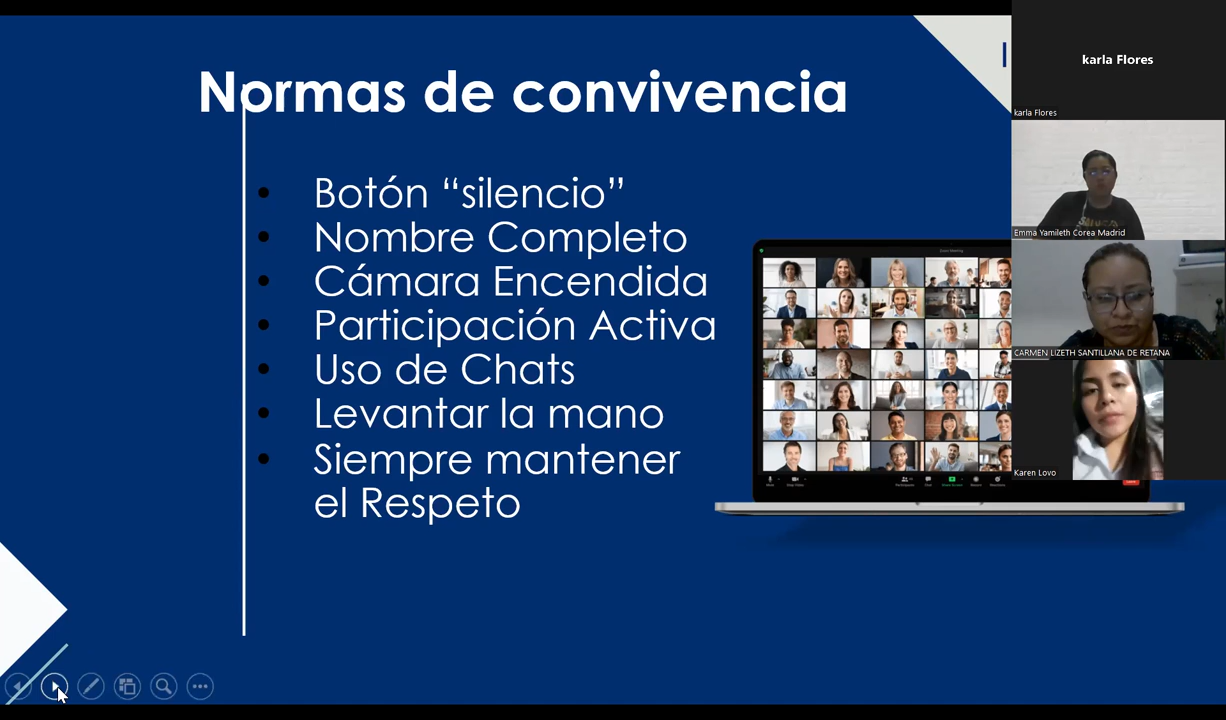 Normas de convivencia
• Botón “silencio”
• Nombre Completo
• Cámara Encendida
• Participación Activa
• Uso de Chats
• Levantar la mano
• Siempre mantener
el Respeto
karla Flores
karla Flores
Emma Yamileth Corea Madrid
CARMEN LIZETH SANTILLANA DE RETANA
Karen Lovo